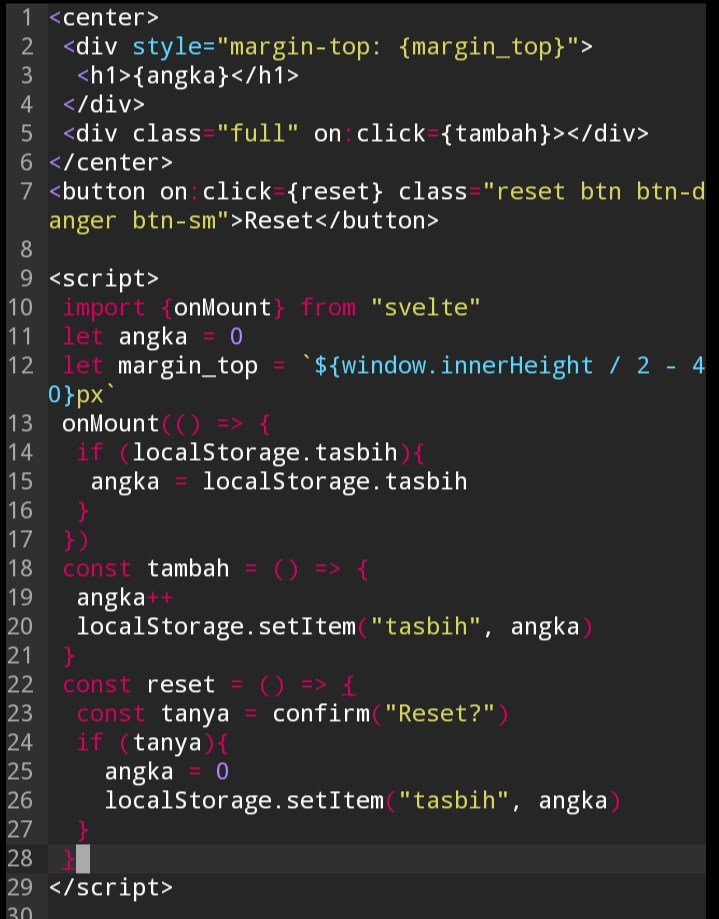 1 <center>
2  <div style="margin-top: {margin_top}">
3   <h1>{angka}</h1>
4  </div>
5  <div class="full" on:click={tambah}></div>
6 </center>
7 <button on:click={reset} class="reset btn btn-d
anger btn-sm">Reset</button>
8
9 <script>
10  import {onMount} from "svelte"
11  let angka = 0
12  let margin_top = `${window.innerHeight / 2 - 4
0}px`
13  onMount(() => {
14   if (localStorage.tasbih){
15    angka = localStorage.tasbih
16   }
17  })
18  const tambah = () => {
19   angka++
20   localStorage.setItem("tasbih", angka)
21  }
22  const reset = () => {
23   const tanya = confirm("Reset?")
24   if (tanya){
25     angka = 0
26     localStorage.setItem("tasbih", angka)
27   }
28  }
29 </script>
30